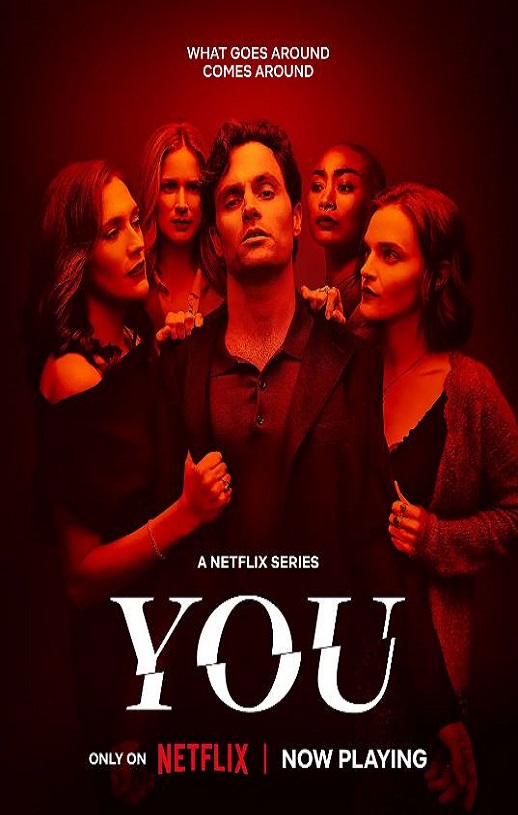 WHAT GOES AROUND
COMES AROUND
A NETFLIX SERIES
YOU
ONLY ON NETFLIX | NOW PLAYING